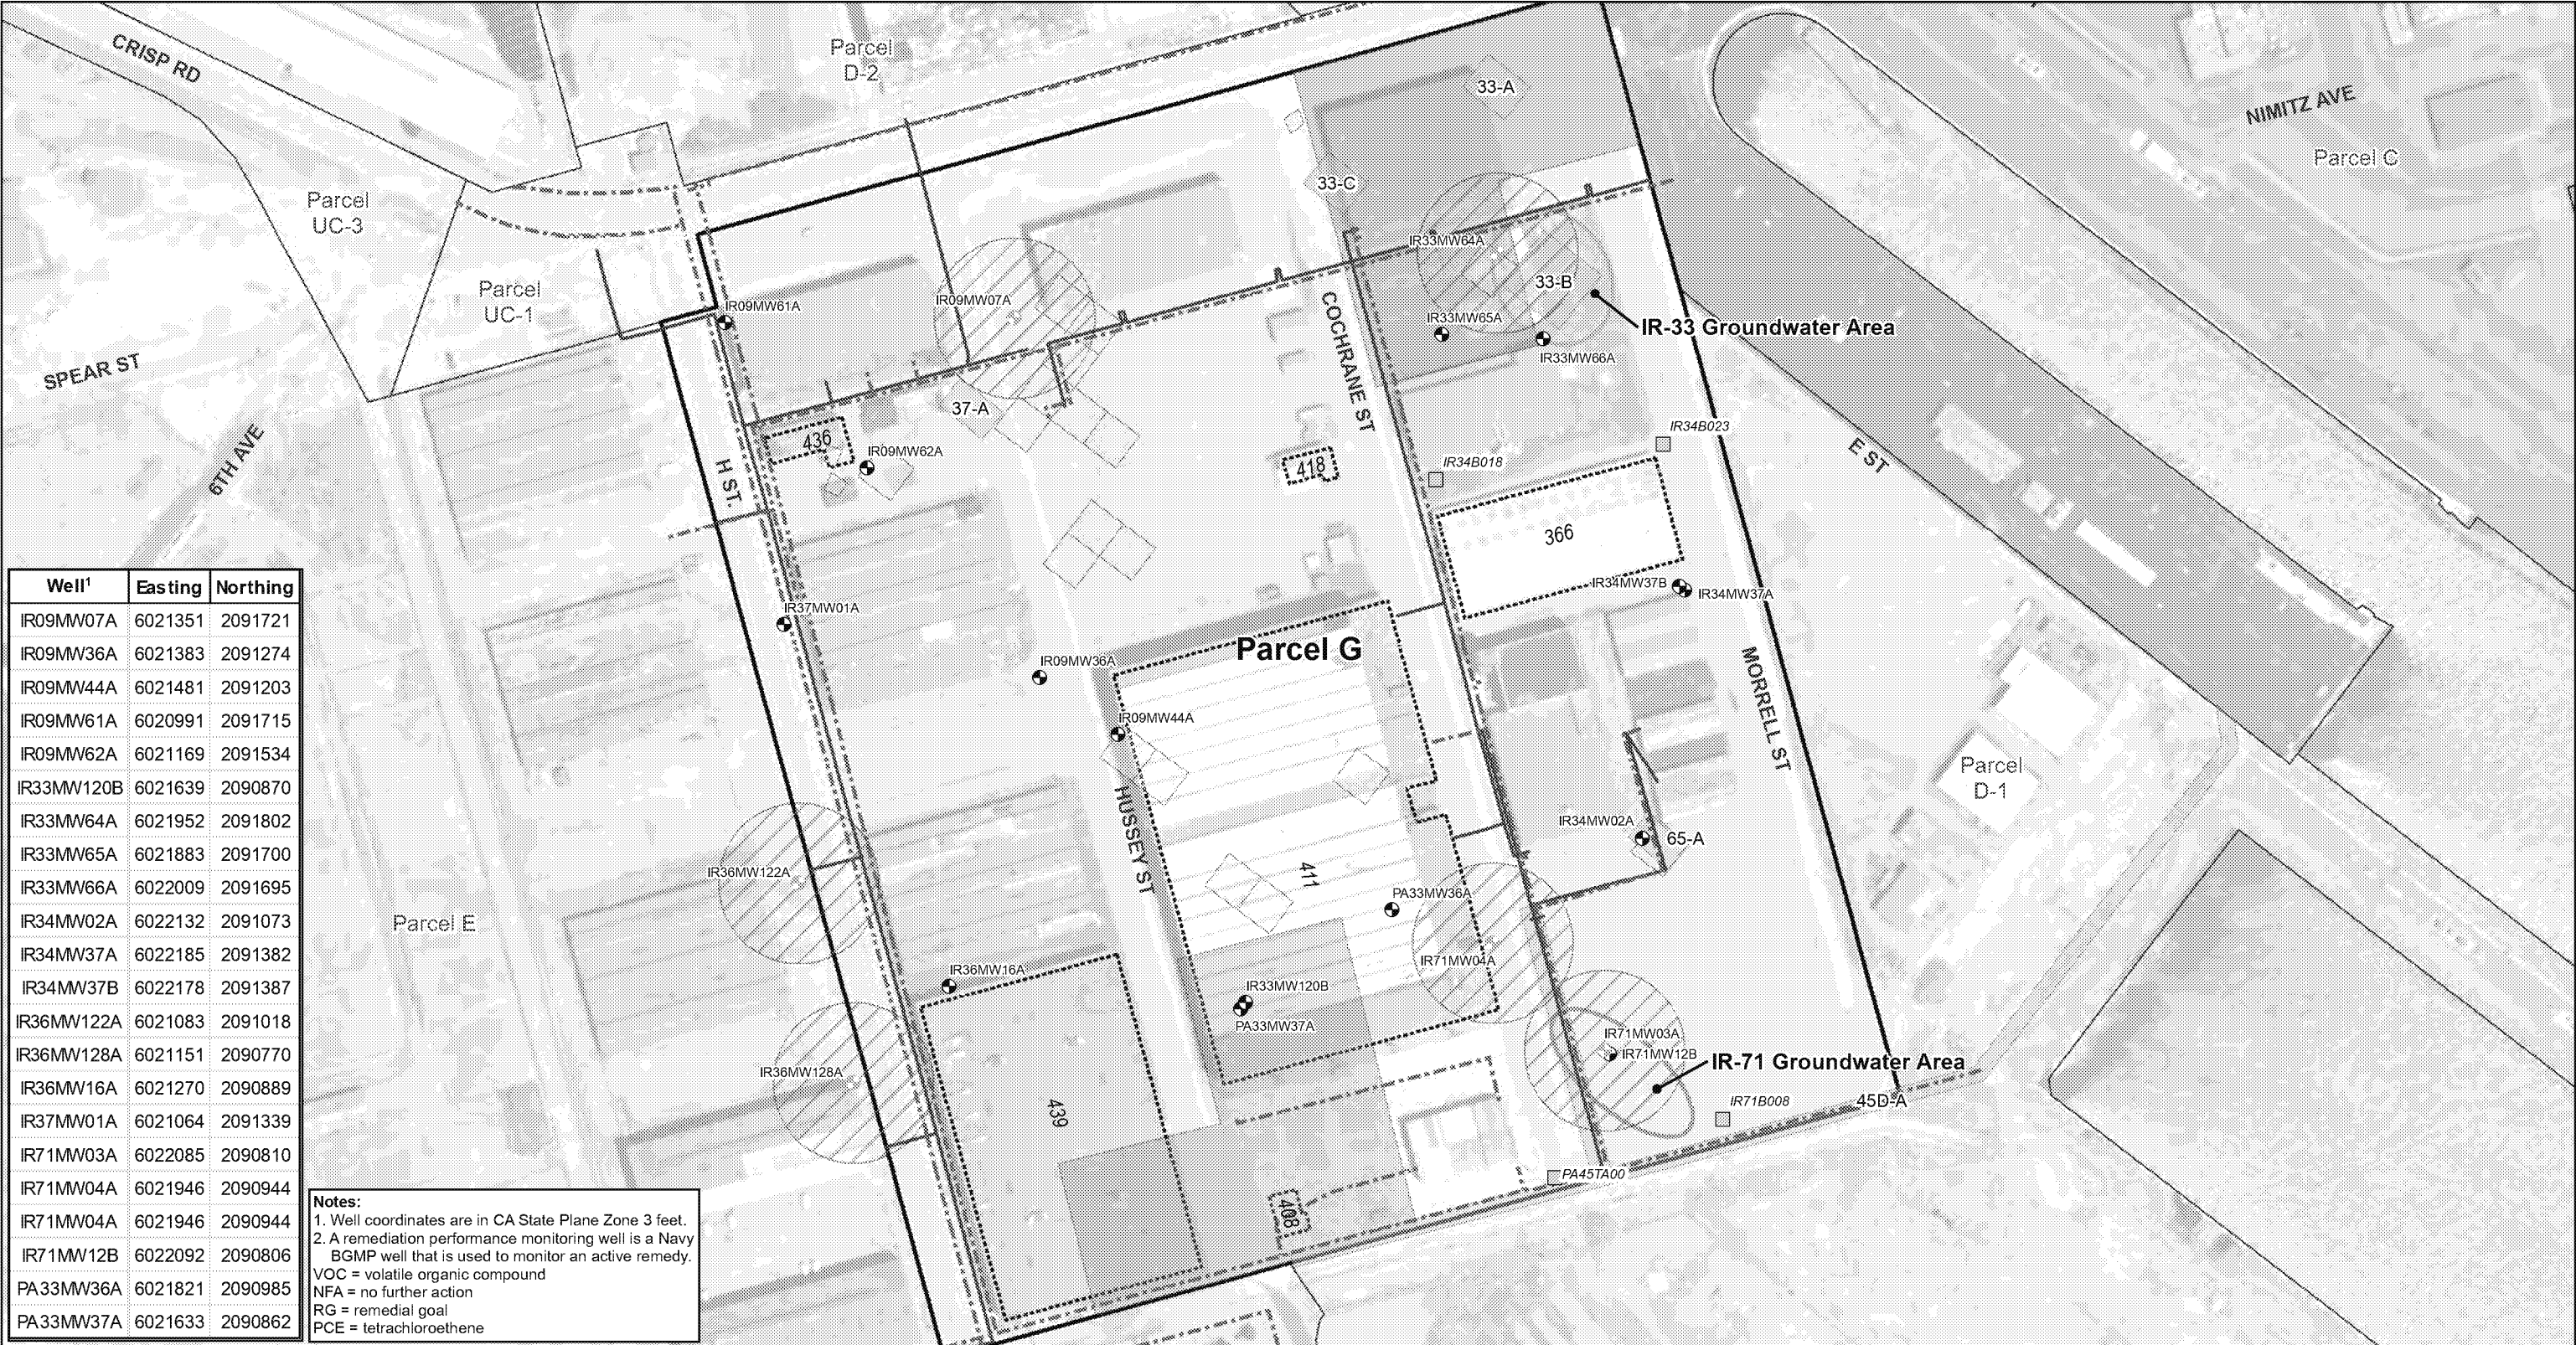 CRISP RD
Parcel
D-2
33-A
NIMITZ AVE
Parcel C
Parcel
UC-3
33-C
IR33MW64A
33-B
Parcel
UC-1
IR09MW61A
IR09MW07A
COCHRANE ST
IR33MW65A
IR-33 Groundwater Area
IR33MW66A
SPEAR ST
37-A
6TH AVE
436
IR09MW62A
H ST.
418
IR34B018
IR34B023
E ST
366
IR34MW37B
IR34MW37A
IR37MW01A
Parcel G
IR09MW36A
MORRELL ST
IR09MW44A
HUSSEY ST
Parcel
D-1
IR34MW02A
65-A
IR36MW122A
411
PA33MW36A
Parcel E
IR71MW04A
IR36MW16A
IR33MW120B
PA33MW37A
IR71MW03A
IR71MW12B
IR-71 Groundwater Area
IR36MW128A
439
IR71B008
45D-A
PA45TA00
408
Well¹ Easting Northing
IR09MW07A 6021351 2091721
IR09MW36A 6021383 2091274
IR09MW44A 6021481 2091203
IR09MW61A 6020991 2091715
IR09MW62A 6021169 2091534
IR33MW120B 6021639 2090870
IR33MW64A 6021952 2091802
IR33MW65A 6021883 2091700
IR33MW66A 6022009 2091695
IR34MW02A 6022132 2091073
IR34MW37A 6022185 2091382
IR34MW37B 6022178 2091387
IR36MW122A 6021083 2091018
IR36MW128A 6021151 2090770
IR36MW16A 6021270 2090889
IR37MW01A 6021064 2091339
IR71MW03A 6022085 2090810
IR71MW04A 6021946 2090944
IR71MW04A 6021946 2090944
IR71MW12B 6022092 2090806
PA33MW36A 6021821 2090985
PA33MW37A 6021633 2090862
Notes:
1. Well coordinates are in CA State Plane Zone 3 feet.
2. A remediation performance monitoring well is a Navy
BGMP well that is used to monitor an active remedy.
VOC = volatile organic compound
NFA = no further action
RG = remedial goal
PCE = tetrachloroethene